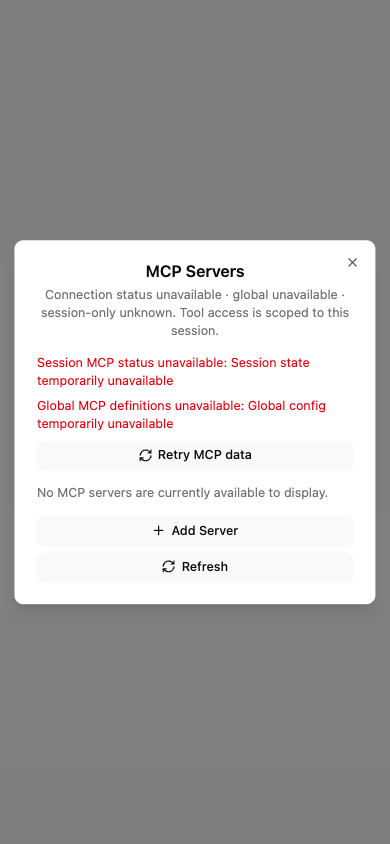 MCP Servers
Connection status unavailable · global unavailable ·
session-only unknown. Tool access is scoped to this
session.
Session MCP status unavailable: Session state
temporarily unavailable
Global MCP definitions unavailable: Global config
temporarily unavailable
Retry MCP data
No MCP servers are currently available to display.
Add Server
Refresh